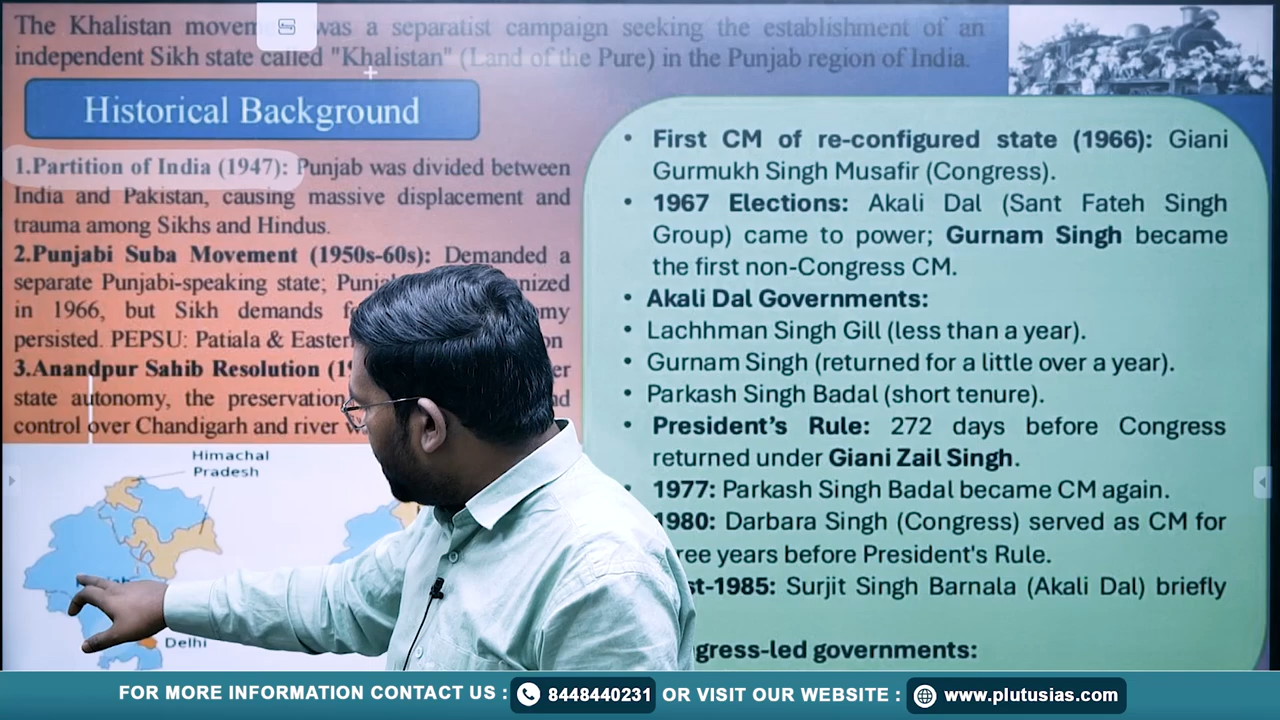 The Khalistan movem was a separatist campaign seeking the establishment of an
independent Sikh state called "Khalistan" (Land of the Pure) in the Punjab region of India.
Historical Background
1.Partition of India (1947): Punjab was divided between
India and Pakistan, causing massive displacement and
trauma among Sikhs and Hindus.
2.Punjabi Suba Movement (1950s-60s): Demanded a
separate Punjabi-speaking state;
in 1966, but Sikh demands
persisted. PEPSU: Patiala &
3.Anandpur Sahib Resolution
state autonomy, the preservation
control over Chandigarh and river
Himachal
Pradesh
Delhi
• First CM of re-configured state (1966): Giani
Gurmukh Singh Musafir (Congress).
• 1967 Elections: Akali Dal (Sant Fateh Singh
Group) came to power; Gurnam Singh became
the first non-Congress CM.
• Akali Dal Governments:
• Lachhman Singh Gill (less than a year).
• Gurnam Singh (returned for a little over a year).
• Parkash Singh Badal (short tenure).
• President's Rule: 272 days before Congress
returned under Giani Zail Singh.
• 1977: Parkash Singh Badal became CM again.
1980: Darbara Singh (Congress) served as CM for
ree years before President's Rule.
st-1985: Surjit Singh Barnala (Akali Dal) briefly
gress-led governments:
FOR MORE INFORMATION CONTACT US : 8448440231 OR VISIT OUR WEBSITE : www.plutusias.com